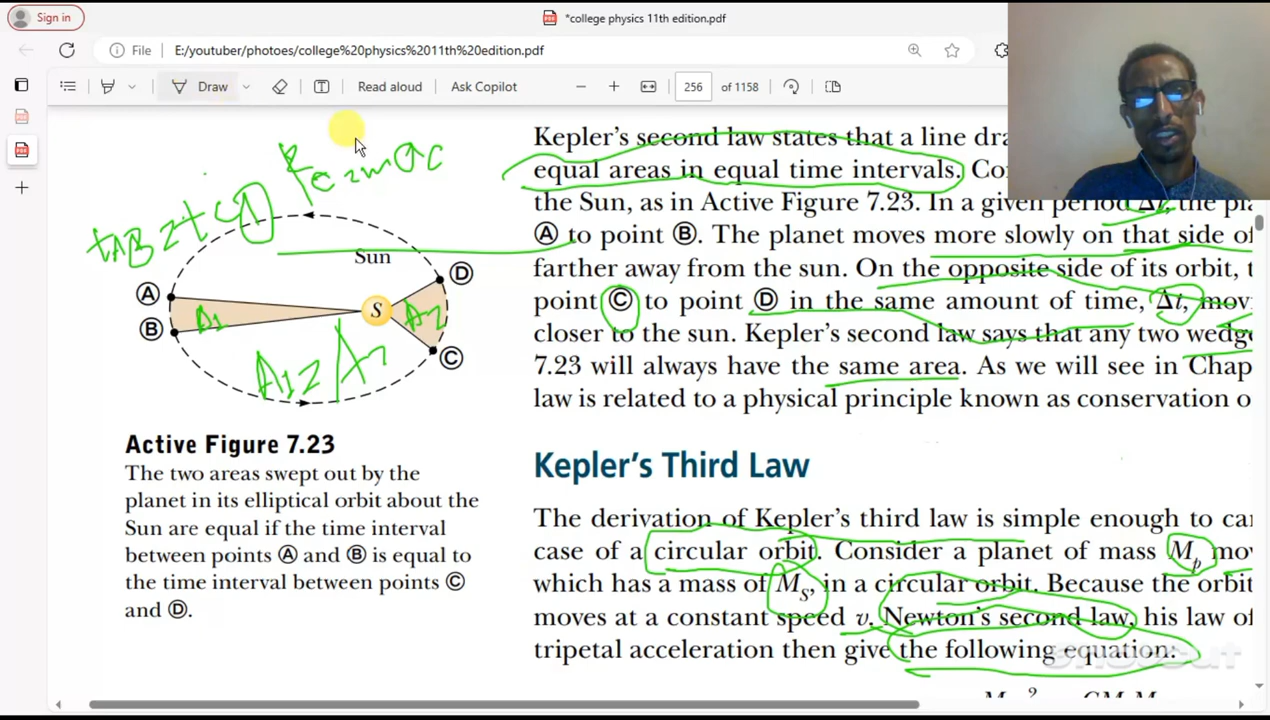 Sign in
*college physics 11th edition.pdf
File E:/youtuber/photoes/college%20physics%2011th%20edition.pdf
Draw Read aloud Ask Copilot 256 of 1158
Fc=mac
tAB=tCD
Sun
A
B
S
D
C
A1
A2
A1=A2
Active Figure 7.23
The two areas swept out by the
planet in its elliptical orbit about the
Sun are equal if the time interval
between points Ⓐ and Ⓑ is equal to
the time interval between points Ⓒ
and Ⓓ.
Kepler's second law states that a line dra
equal areas in equal time intervals. Co
the Sun, as in Active Figure 7.23. In a given period Δt, the pla
Ⓐ to point Ⓑ. The planet moves more slowly on that side of
farther away from the sun. On the opposite side of its orbit, t
point Ⓒ to point Ⓓ in the same amount of time, Δt, movi
closer to the sun. Kepler's second law says that any two wedge
7.23 will always have the same area. As we will see in Chap
law is related to a physical principle known as conservation o
Kepler's Third Law
The derivation of Kepler's third law is simple enough to car
case of a circular orbit. Consider a planet of mass Mp mov
which has a mass of MS, in a circular orbit. Because the orbit
moves at a constant speed v. Newton's second law, his law of
tripetal acceleration then give the following equation: